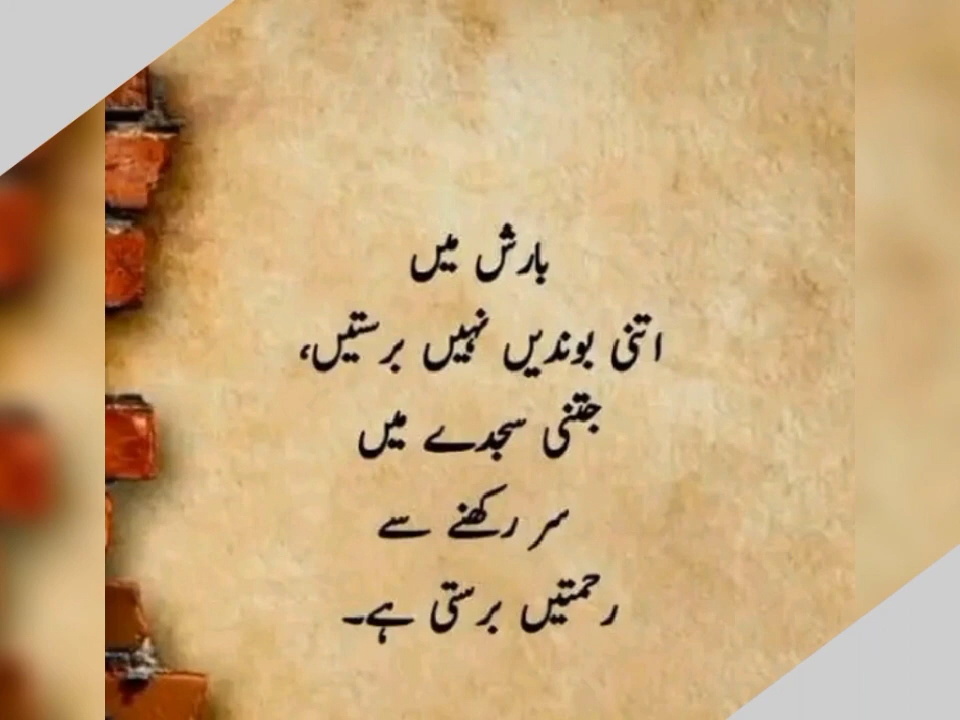 بارش میں
اتنی بوندیں نہیں برستیں،
جتنی سجدے میں
سر رکھنے سے
رحمتیں برستی ہے۔